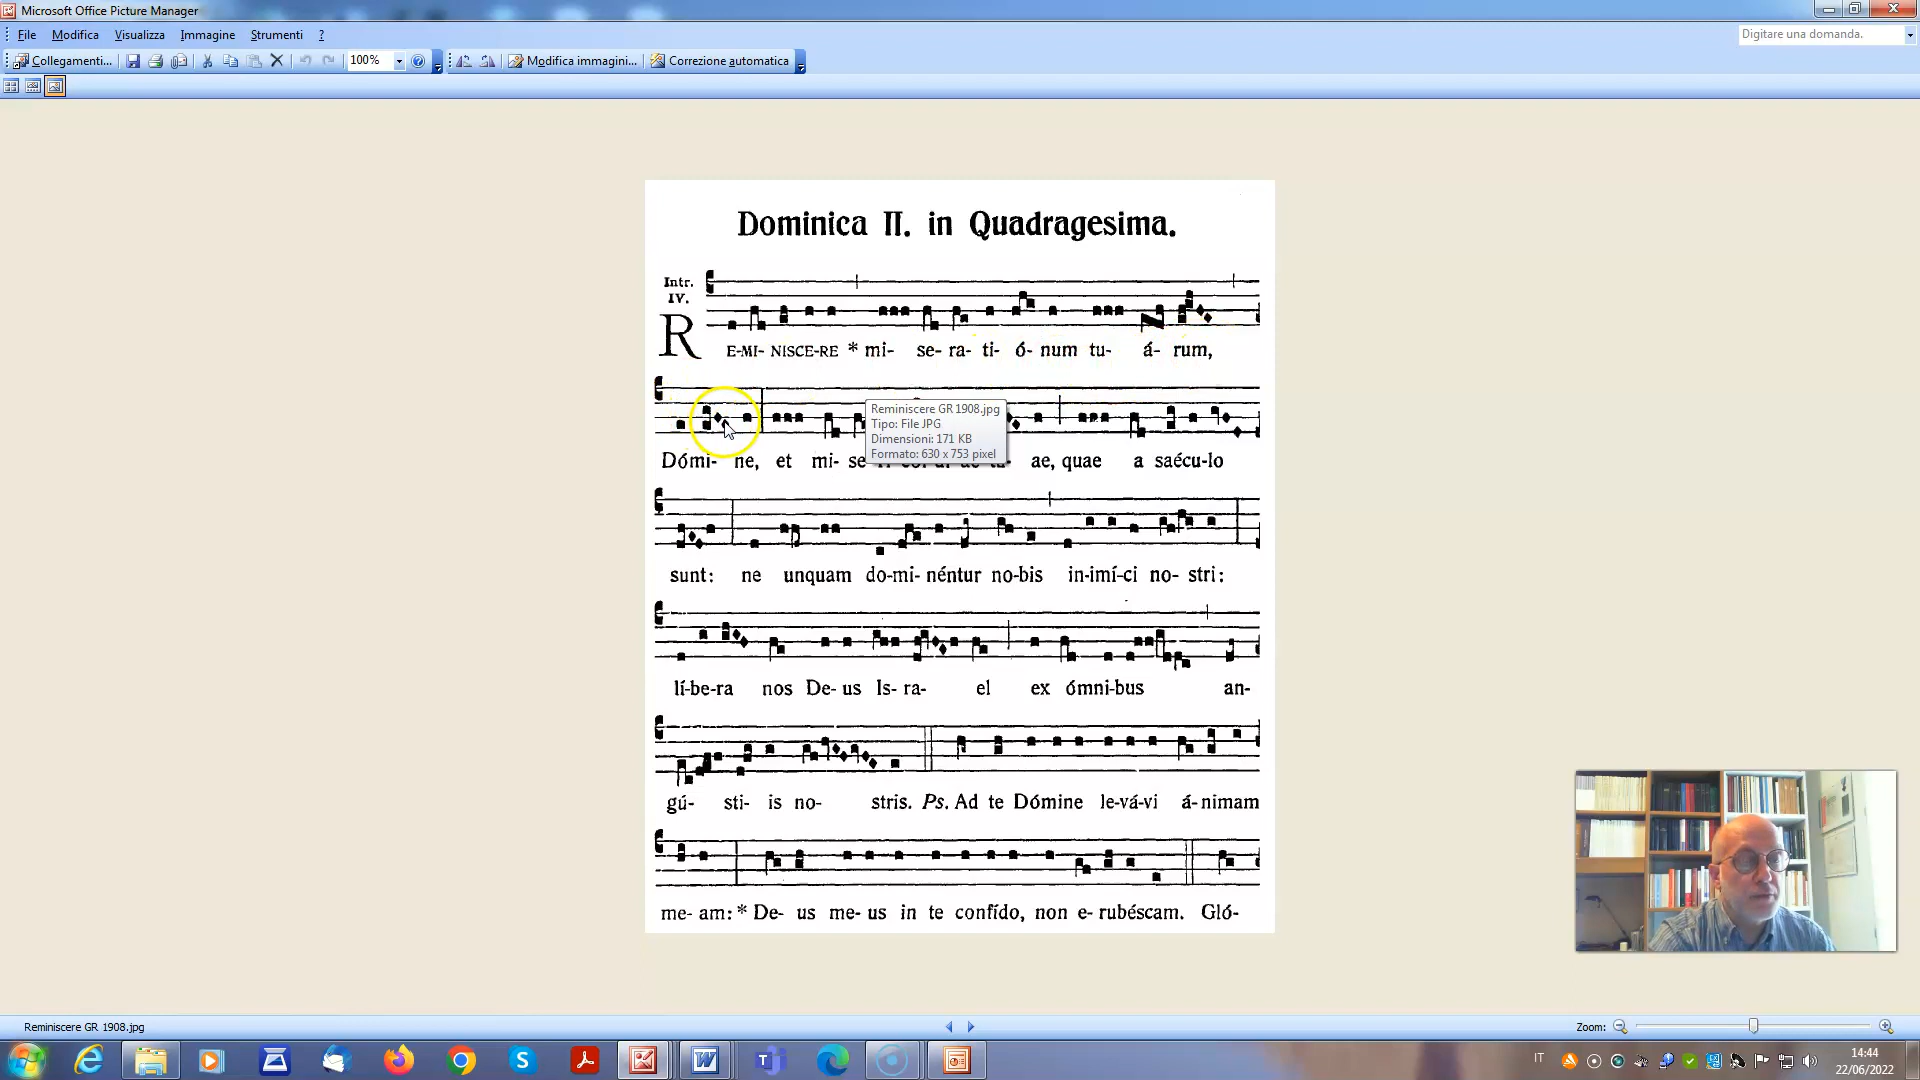 Microsoft Office Picture Manager
File Modifica Visualizza Immagine Strumenti ?
Digitare una domanda.
Collegamenti... 100% Modifica immagini... Correzione automatica
Dominica II. in Quadragesima.
Intr.
IV.
RE-MI- NISCE-RE * mi- se- ra- ti- ó- num tu- á- rum,
Reminiscere GR 1908.jpg
Tipo: File JPG
Dimensioni: 171 KB
Formato: 630 x 753 pixel
Dómi- ne, et mi- se- ae, quae a saécu-lo
sunt: ne unquam do-mi- néntur no-bis in-imí-ci no- stri:
lí-be-ra nos De- us Is- ra- el ex ómni-bus an-
gú- sti- is no- stris. Ps. Ad te Dómine le-vá-vi á-nimam
me- am: * De- us me- us in te confído, non e- rubéscam. Gló-
Reminiscere GR 1908.jpg
Zoom:
IT
14:44
22/06/2022